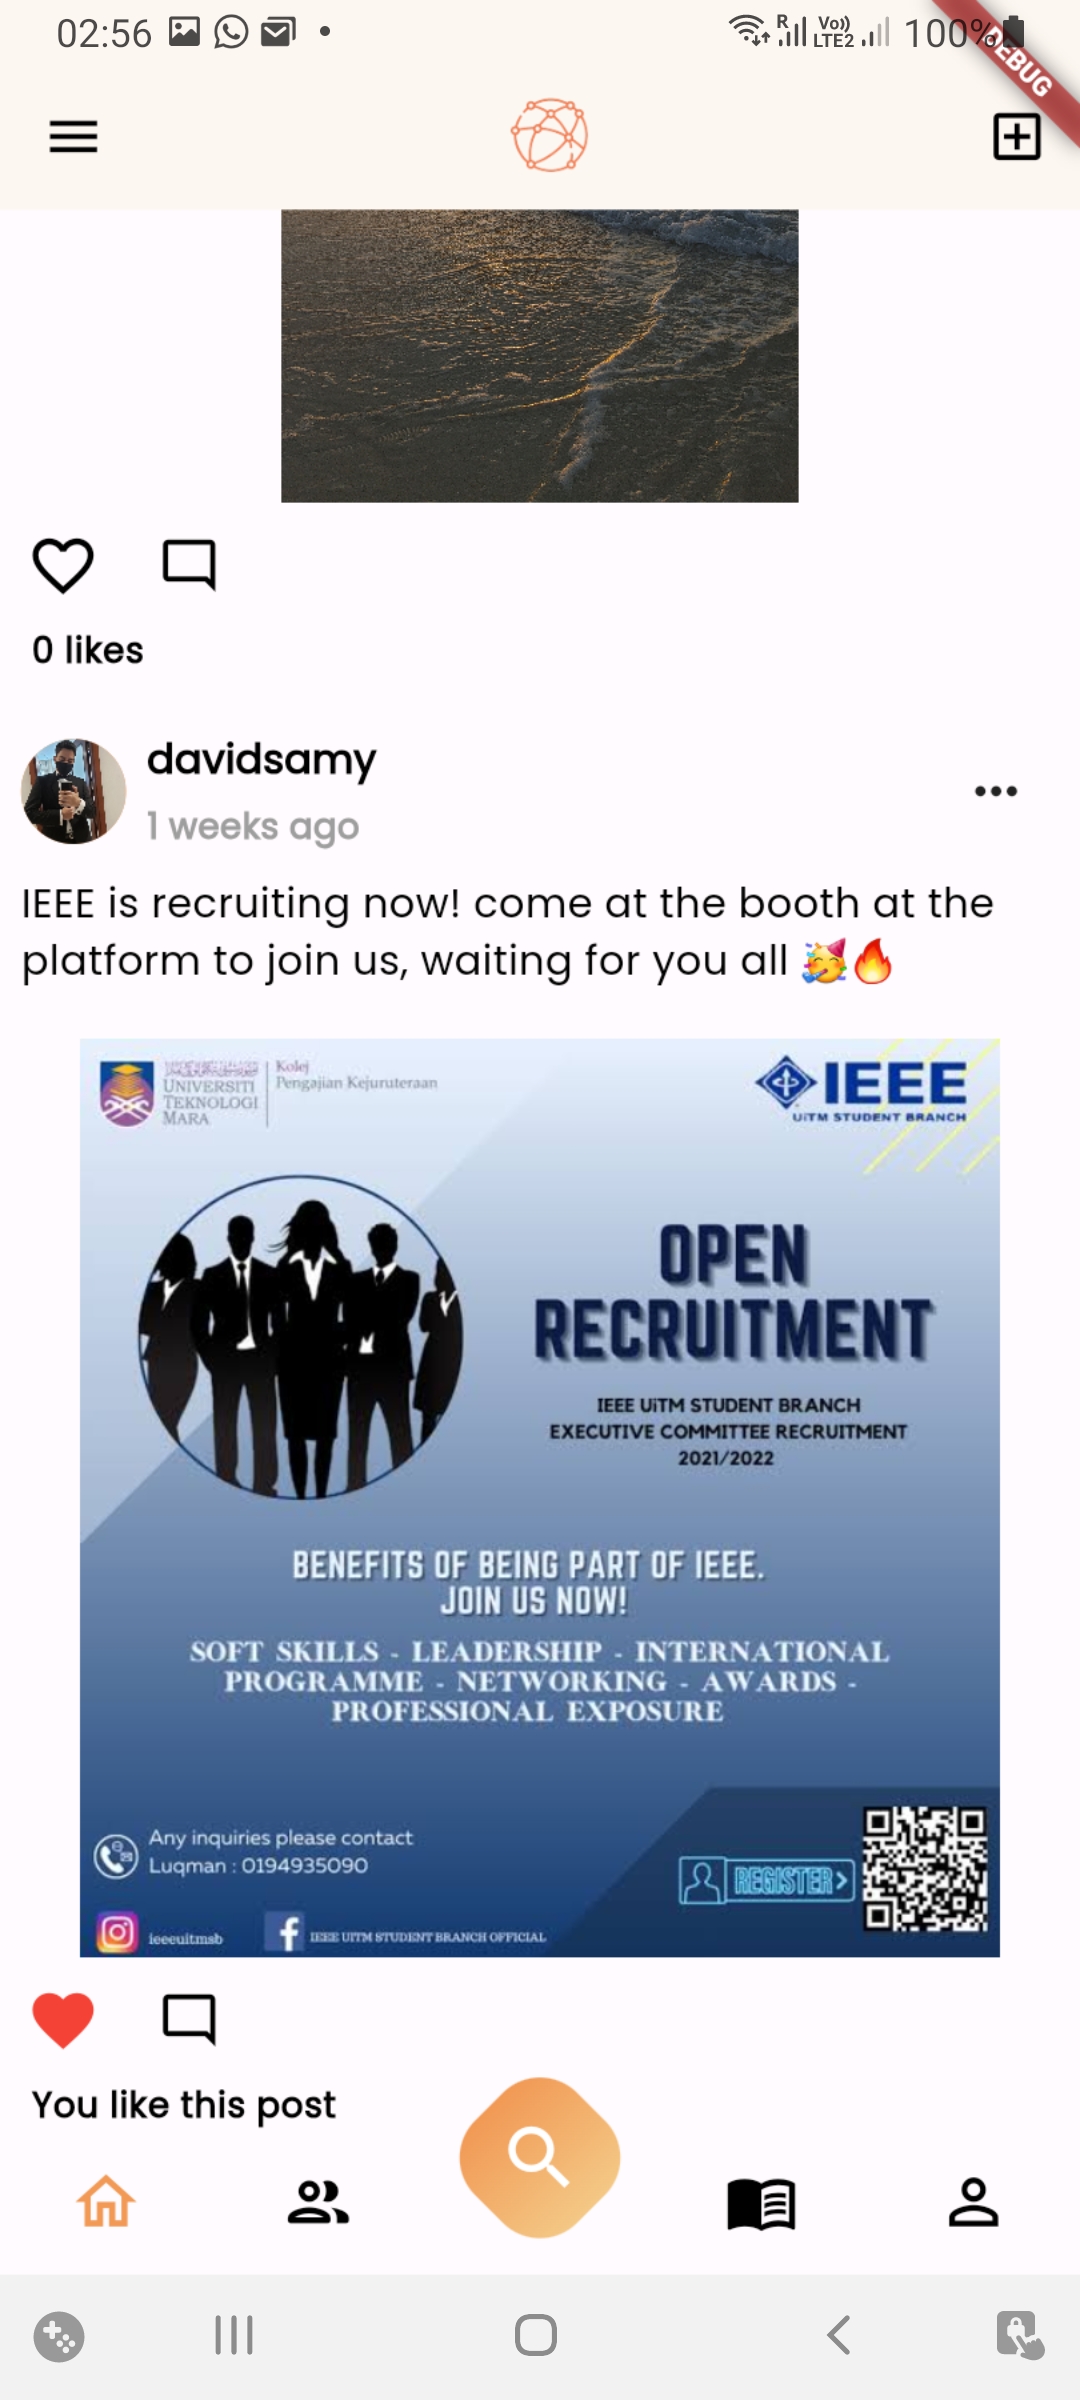 02:56
R Vo)) LTE2 100%
DEBUG
0 likes
davidsamy
1 weeks ago
IEEE is recruiting now! come at the booth at the
platform to join us, waiting for you all 🥳🔥
UNIVERSITI
TEKNOLOGI
MARA
Kolej
Pengajian Kejuruteraan
IEEE
UiTM STUDENT BRANCH
OPEN
RECRUITMENT
IEEE UiTM STUDENT BRANCH
EXECUTIVE COMMITTEE RECRUITMENT
2021/2022
BENEFITS OF BEING PART OF IEEE.
JOIN US NOW!
SOFT SKILLS - LEADERSHIP - INTERNATIONAL
PROGRAMME - NETWORKING - AWARDS -
PROFESSIONAL EXPOSURE
Any inquiries please contact
Luqman : 0194935090
REGISTER
ieeeuitmsb
IEEE UITM STUDENT BRANCH OFFICIAL
You like this post